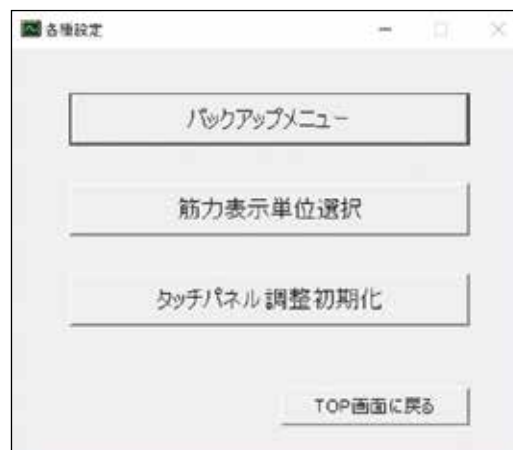 各種設定
バックアップメニュー
筋力表示単位選択
タッチパネル調整初期化
TOP画面に戻る